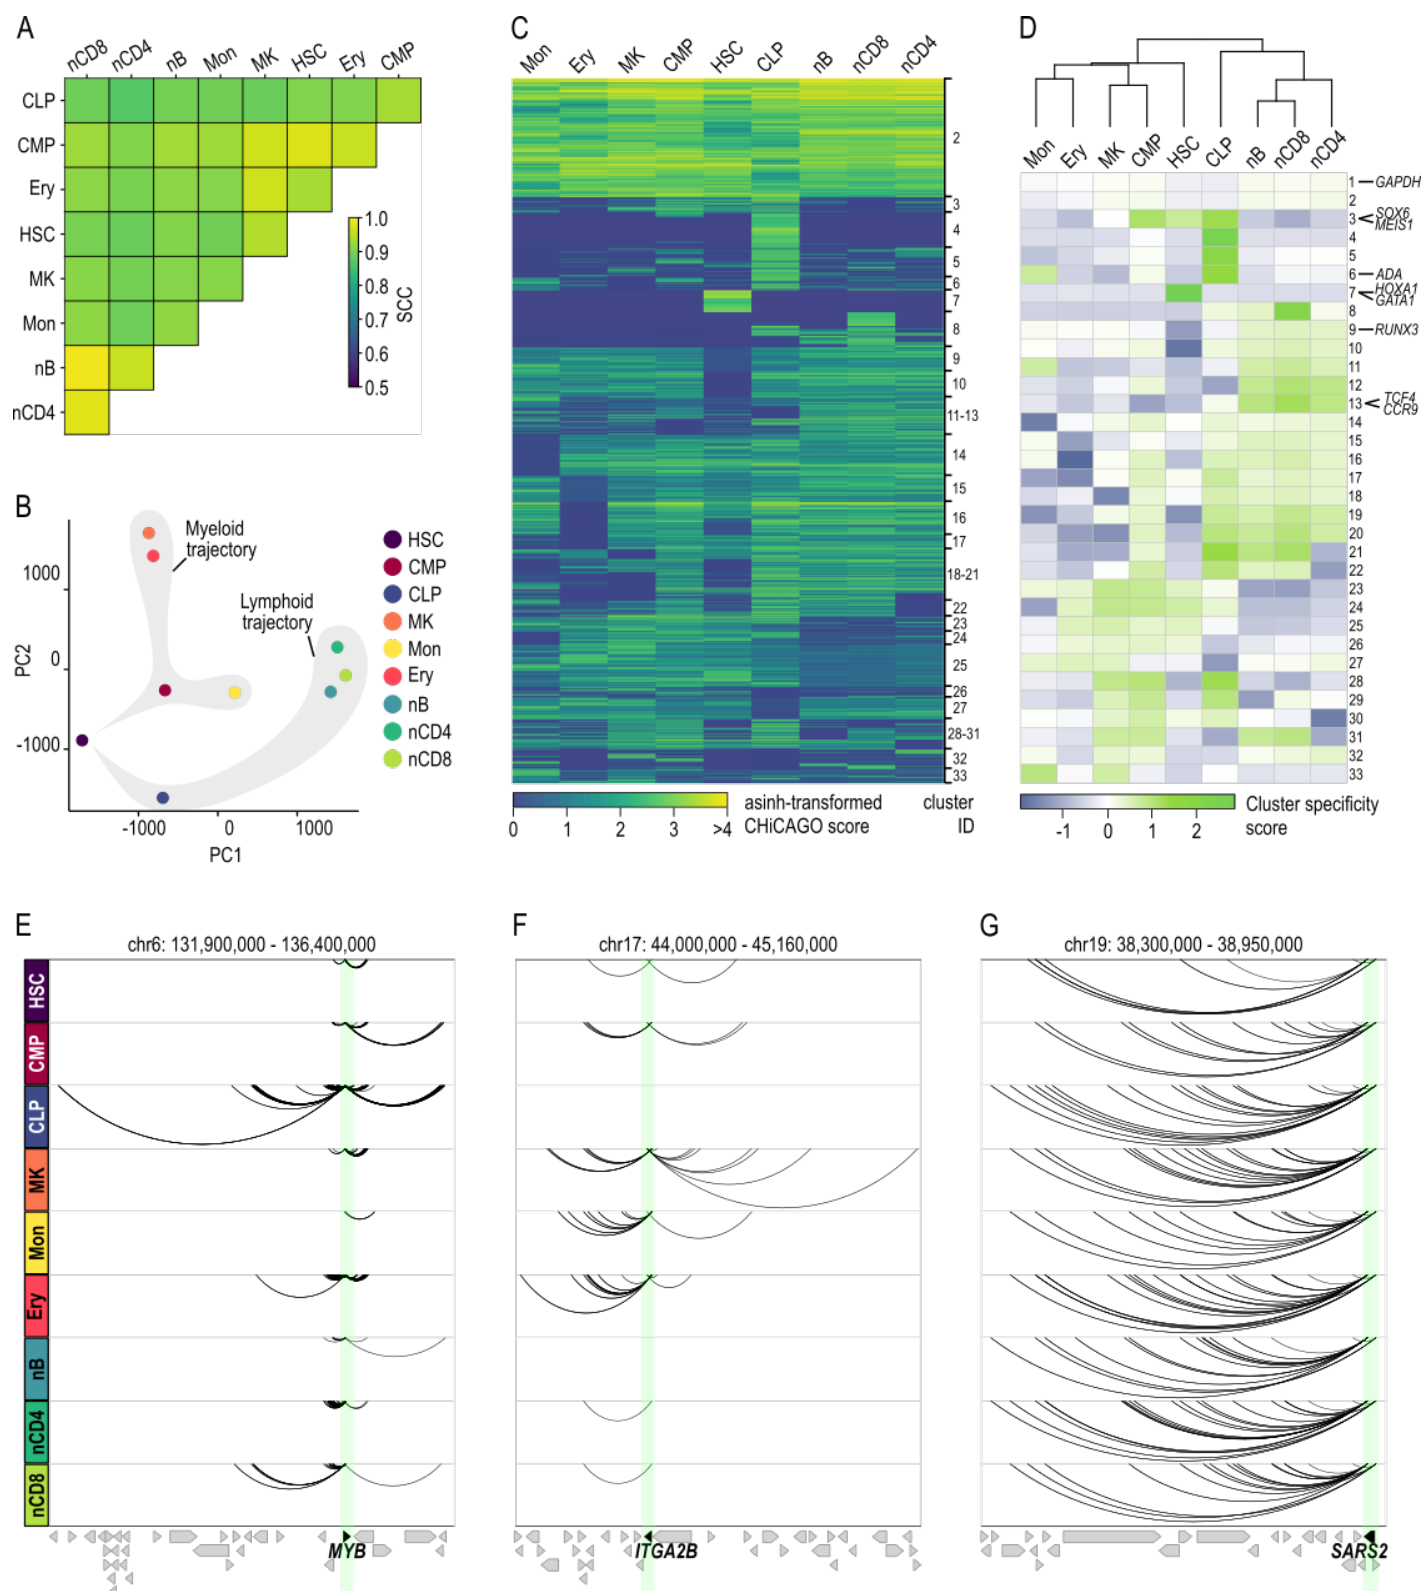 A
nCD8 nCD4 nB Mon MK HSC Ery CMP
CLP
CMP
Ery
HSC
MK
Mon
nB
nCD4
1.0
0.9
0.8
0.7
0.6
0.5
SCC
B
Myeloid
trajectory
Lymphoid
trajectory
1000
0
-1000
PC2
-1000 0 1000
PC1
HSC
CMP
CLP
MK
Mon
Ery
nB
nCD4
nCD8
C
Mon Ery MK CMP HSC CLP nB nCD8 nCD4
2
3
4
5
6
7
8
9
10
11-13
14
15
16
17
18-21
22
23
24
25
26
27
28-31
32
33
0 1 2 3 >4
asinh-transformed
CHiCAGO score
cluster
ID
D
Mon Ery MK CMP HSC CLP nB nCD8 nCD4
1 GAPDH
2
3 SOX6
MEIS1
4
5
6 ADA
7 HOXA1
GATA1
8
9 RUNX3
10
11
12
13 TCF4
CCR9
14
15
16
17
18
19
20
21
22
23
24
25
26
27
28
29
30
31
32
33
-1 0 1 2
Cluster specificity
score
E
chr6: 131,900,000 - 136,400,000
HSC
CMP
CLP
MK
Mon
Ery
nB
nCD4
nCD8
MYB
F
chr17: 44,000,000 - 45,160,000
ITGA2B
G
chr19: 38,300,000 - 38,950,000
SARS2